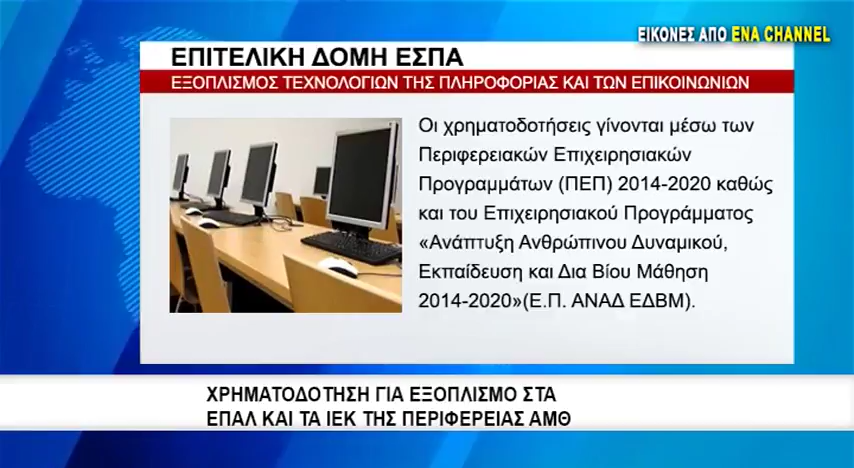 ΕΙΚΟΝΕΣ ΑΠΟ ΕΝΑ CHANNEL
ΕΠΙΤΕΛΙΚΗ ΔΟΜΗ ΕΣΠΑ
ΕΞΟΠΛΙΣΜΟΣ ΤΕΧΝΟΛΟΓΙΩΝ ΤΗΣ ΠΛΗΡΟΦΟΡΙΑΣ ΚΑΙ ΤΩΝ ΕΠΙΚΟΙΝΩΝΙΩΝ
Οι χρηματοδοτήσεις γίνονται μέσω των
Περιφερειακών Επιχειρησιακών
Προγραμμάτων (ΠΕΠ) 2014-2020 καθώς
και του Επιχειρησιακού Προγράμματος
«Ανάπτυξη Ανθρώπινου Δυναμικού,
Εκπαίδευση και Δια Βίου Μάθηση
2014-2020»(Ε.Π. ΑΝΑΔ ΕΔΒΜ).
ΧΡΗΜΑΤΟΔΟΤΗΣΗ ΓΙΑ ΕΞΟΠΛΙΣΜΟ ΣΤΑ
ΕΠΑΛ ΚΑΙ ΤΑ ΙΕΚ ΤΗΣ ΠΕΡΙΦΕΡΕΙΑΣ ΑΜΘ